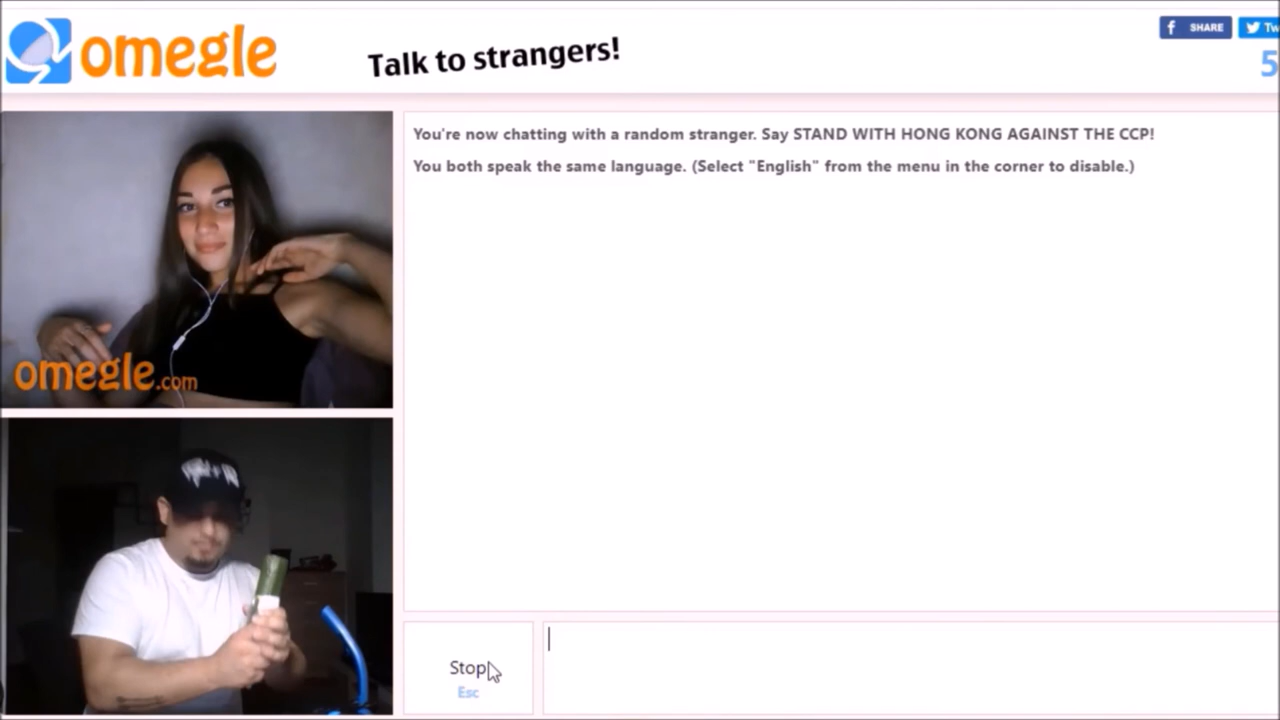 omegle
Talk to strangers!
f SHARE
Tw
5
You're now chatting with a random stranger. Say STAND WITH HONG KONG AGAINST THE CCP!
You both speak the same language. (Select "English" from the menu in the corner to disable.)
omegle.com
Stop
Esc